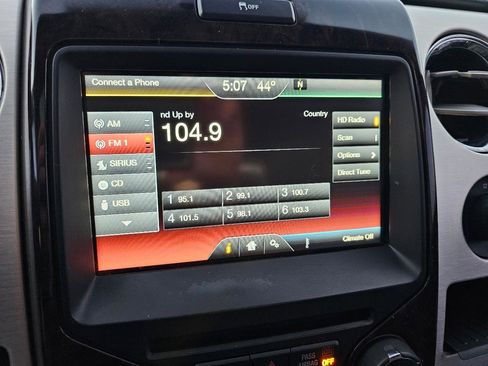 OFF
Connect a Phone
5:07 44°
N
nd Up by
Country
104.9
AM
FM 1
SIRIUS
CD
USB
HD Radio
Scan
Options >
Direct Tune
1 95.1 2 99.1 3 100.7
4 101.5 5 98.1 6 103.3
Climate Off
PASS
AIRBAG OFF